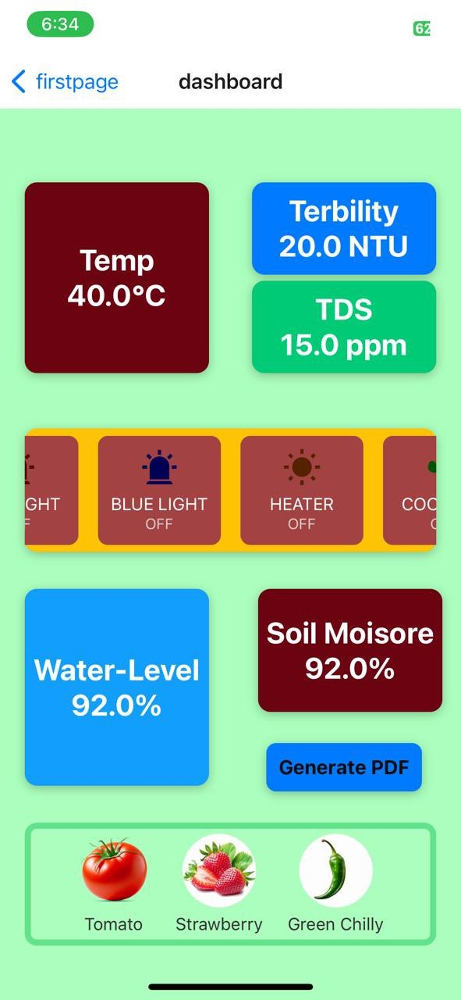 6:34
62
firstpage
dashboard
Terbility
20.0 NTU
Temp
40.0°C
TDS
15.0 ppm
GHT
F
BLUE LIGHT
OFF
HEATER
OFF
COO
Soil Moisore
92.0%
Water-Level
92.0%
Generate PDF
Tomato
Strawberry
Green Chilly